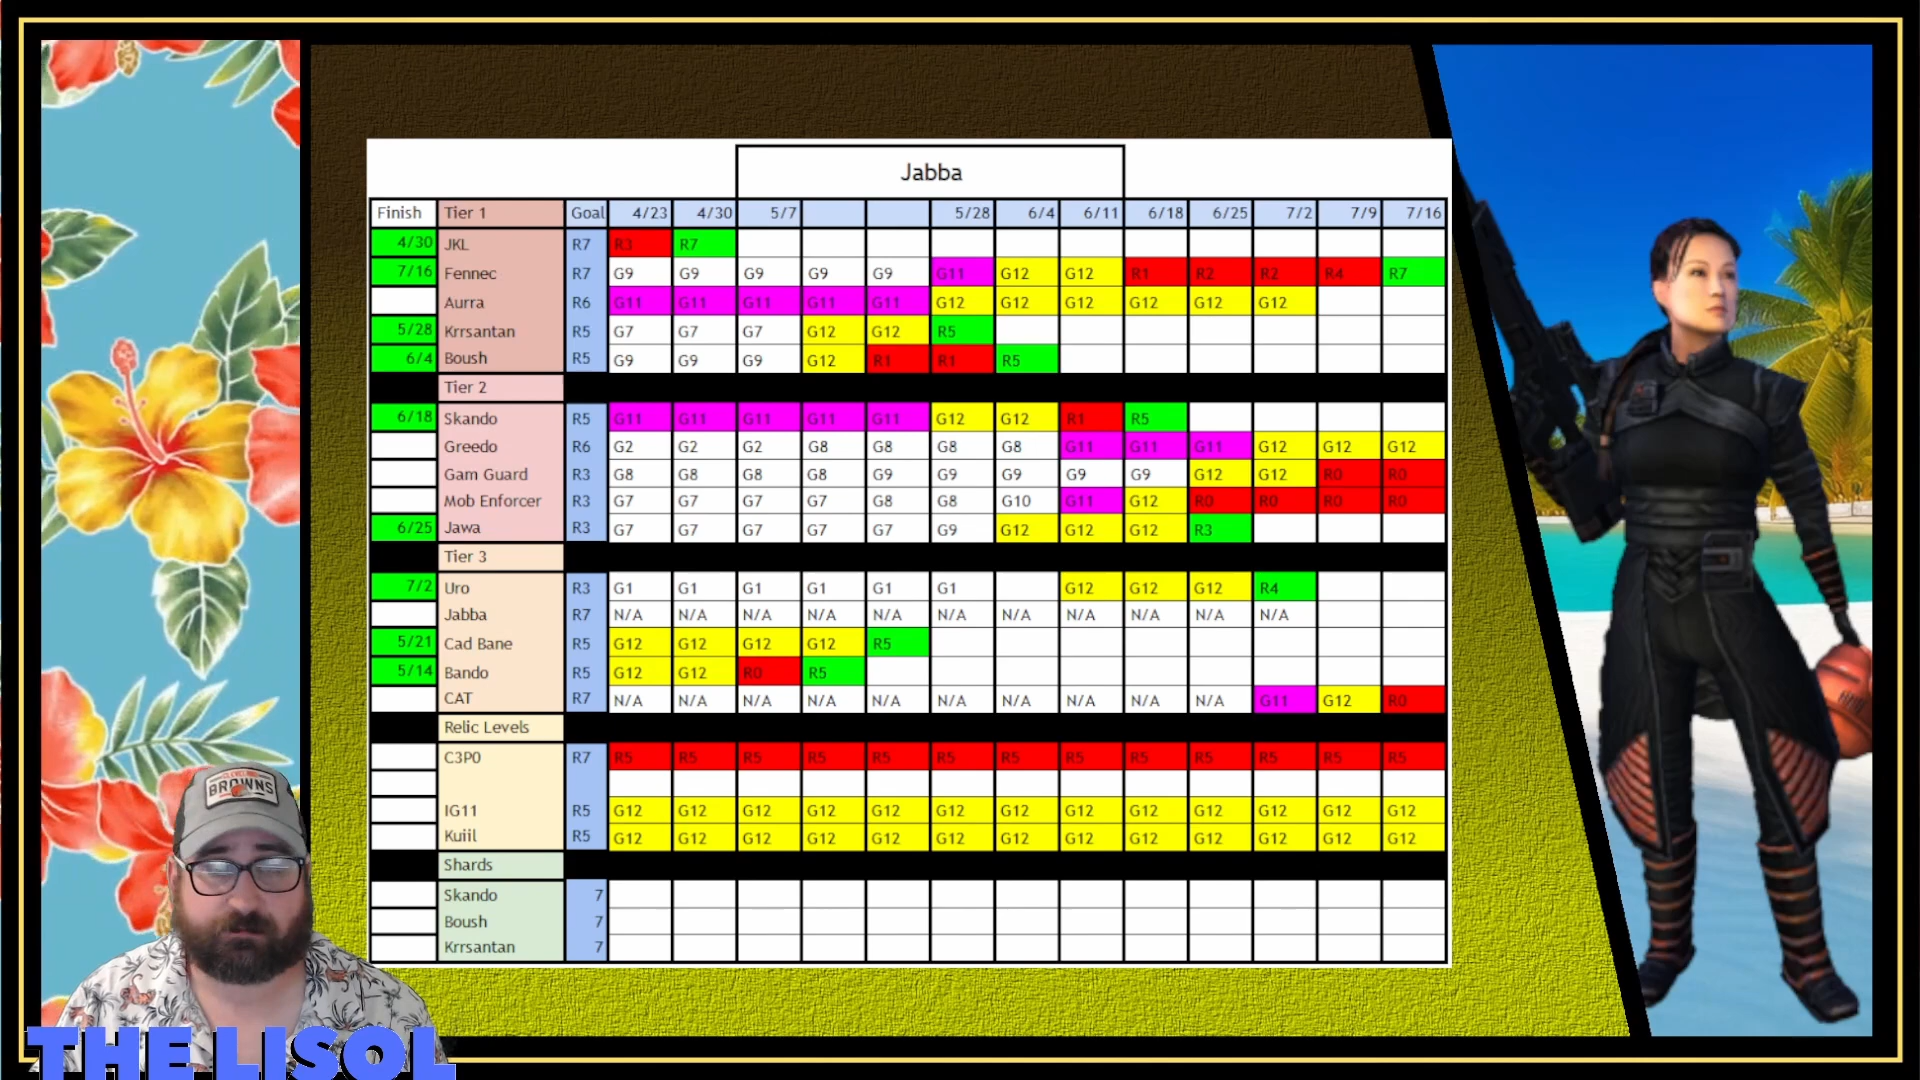 Jabba
Finish Tier 1 Goal 4/23 4/30 5/7 5/28 6/4 6/11 6/18 6/25 7/2 7/9 7/16
4/30 JKL R7 R3 R7
7/16 Fennec R7 G9 G9 G9 G9 G9 G11 G12 G12 R1 R2 R2 R4 R7
Aurra R6 G11 G11 G11 G11 G11 G12 G12 G12 G12 G12 G12
5/28 Krrsantan R5 G7 G7 G7 G12 G12 R5
6/4 Boush R5 G9 G9 G9 G12 R1 R1 R5
Tier 2
6/18 Skando R5 G11 G11 G11 G11 G11 G12 G12 R1 R5
Greedo R6 G2 G2 G2 G8 G8 G8 G8 G11 G11 G11 G12 G12 G12
Gam Guard R3 G8 G8 G8 G8 G9 G9 G9 G9 G9 G12 G12 R0 R0
Mob Enforcer R3 G7 G7 G7 G7 G8 G8 G10 G11 G12 R0 R0 R0 R0
6/25 Jawa R3 G7 G7 G7 G7 G7 G9 G12 G12 G12 R3
Tier 3
7/2 Uro R3 G1 G1 G1 G1 G1 G1 G12 G12 G12 R4
Jabba R7 N/A N/A N/A N/A N/A N/A N/A N/A N/A N/A N/A
5/21 Cad Bane R5 G12 G12 G12 G12 R5
5/14 Bando R5 G12 G12 R0 R5
CAT R7 N/A N/A N/A N/A N/A N/A N/A N/A N/A N/A G11 G12 R0
Relic Levels
C3P0 R7 R5 R5 R5 R5 R5 R5 R5 R5 R5 R5 R5 R5 R5
IG11 R5 G12 G12 G12 G12 G12 G12 G12 G12 G12 G12 G12 G12 G12
Kuiil R5 G12 G12 G12 G12 G12 G12 G12 G12 G12 G12 G12 G12 G12
Shards
Skando 7
Boush 7
Krrsantan 7
BROWNS
THE LISOL